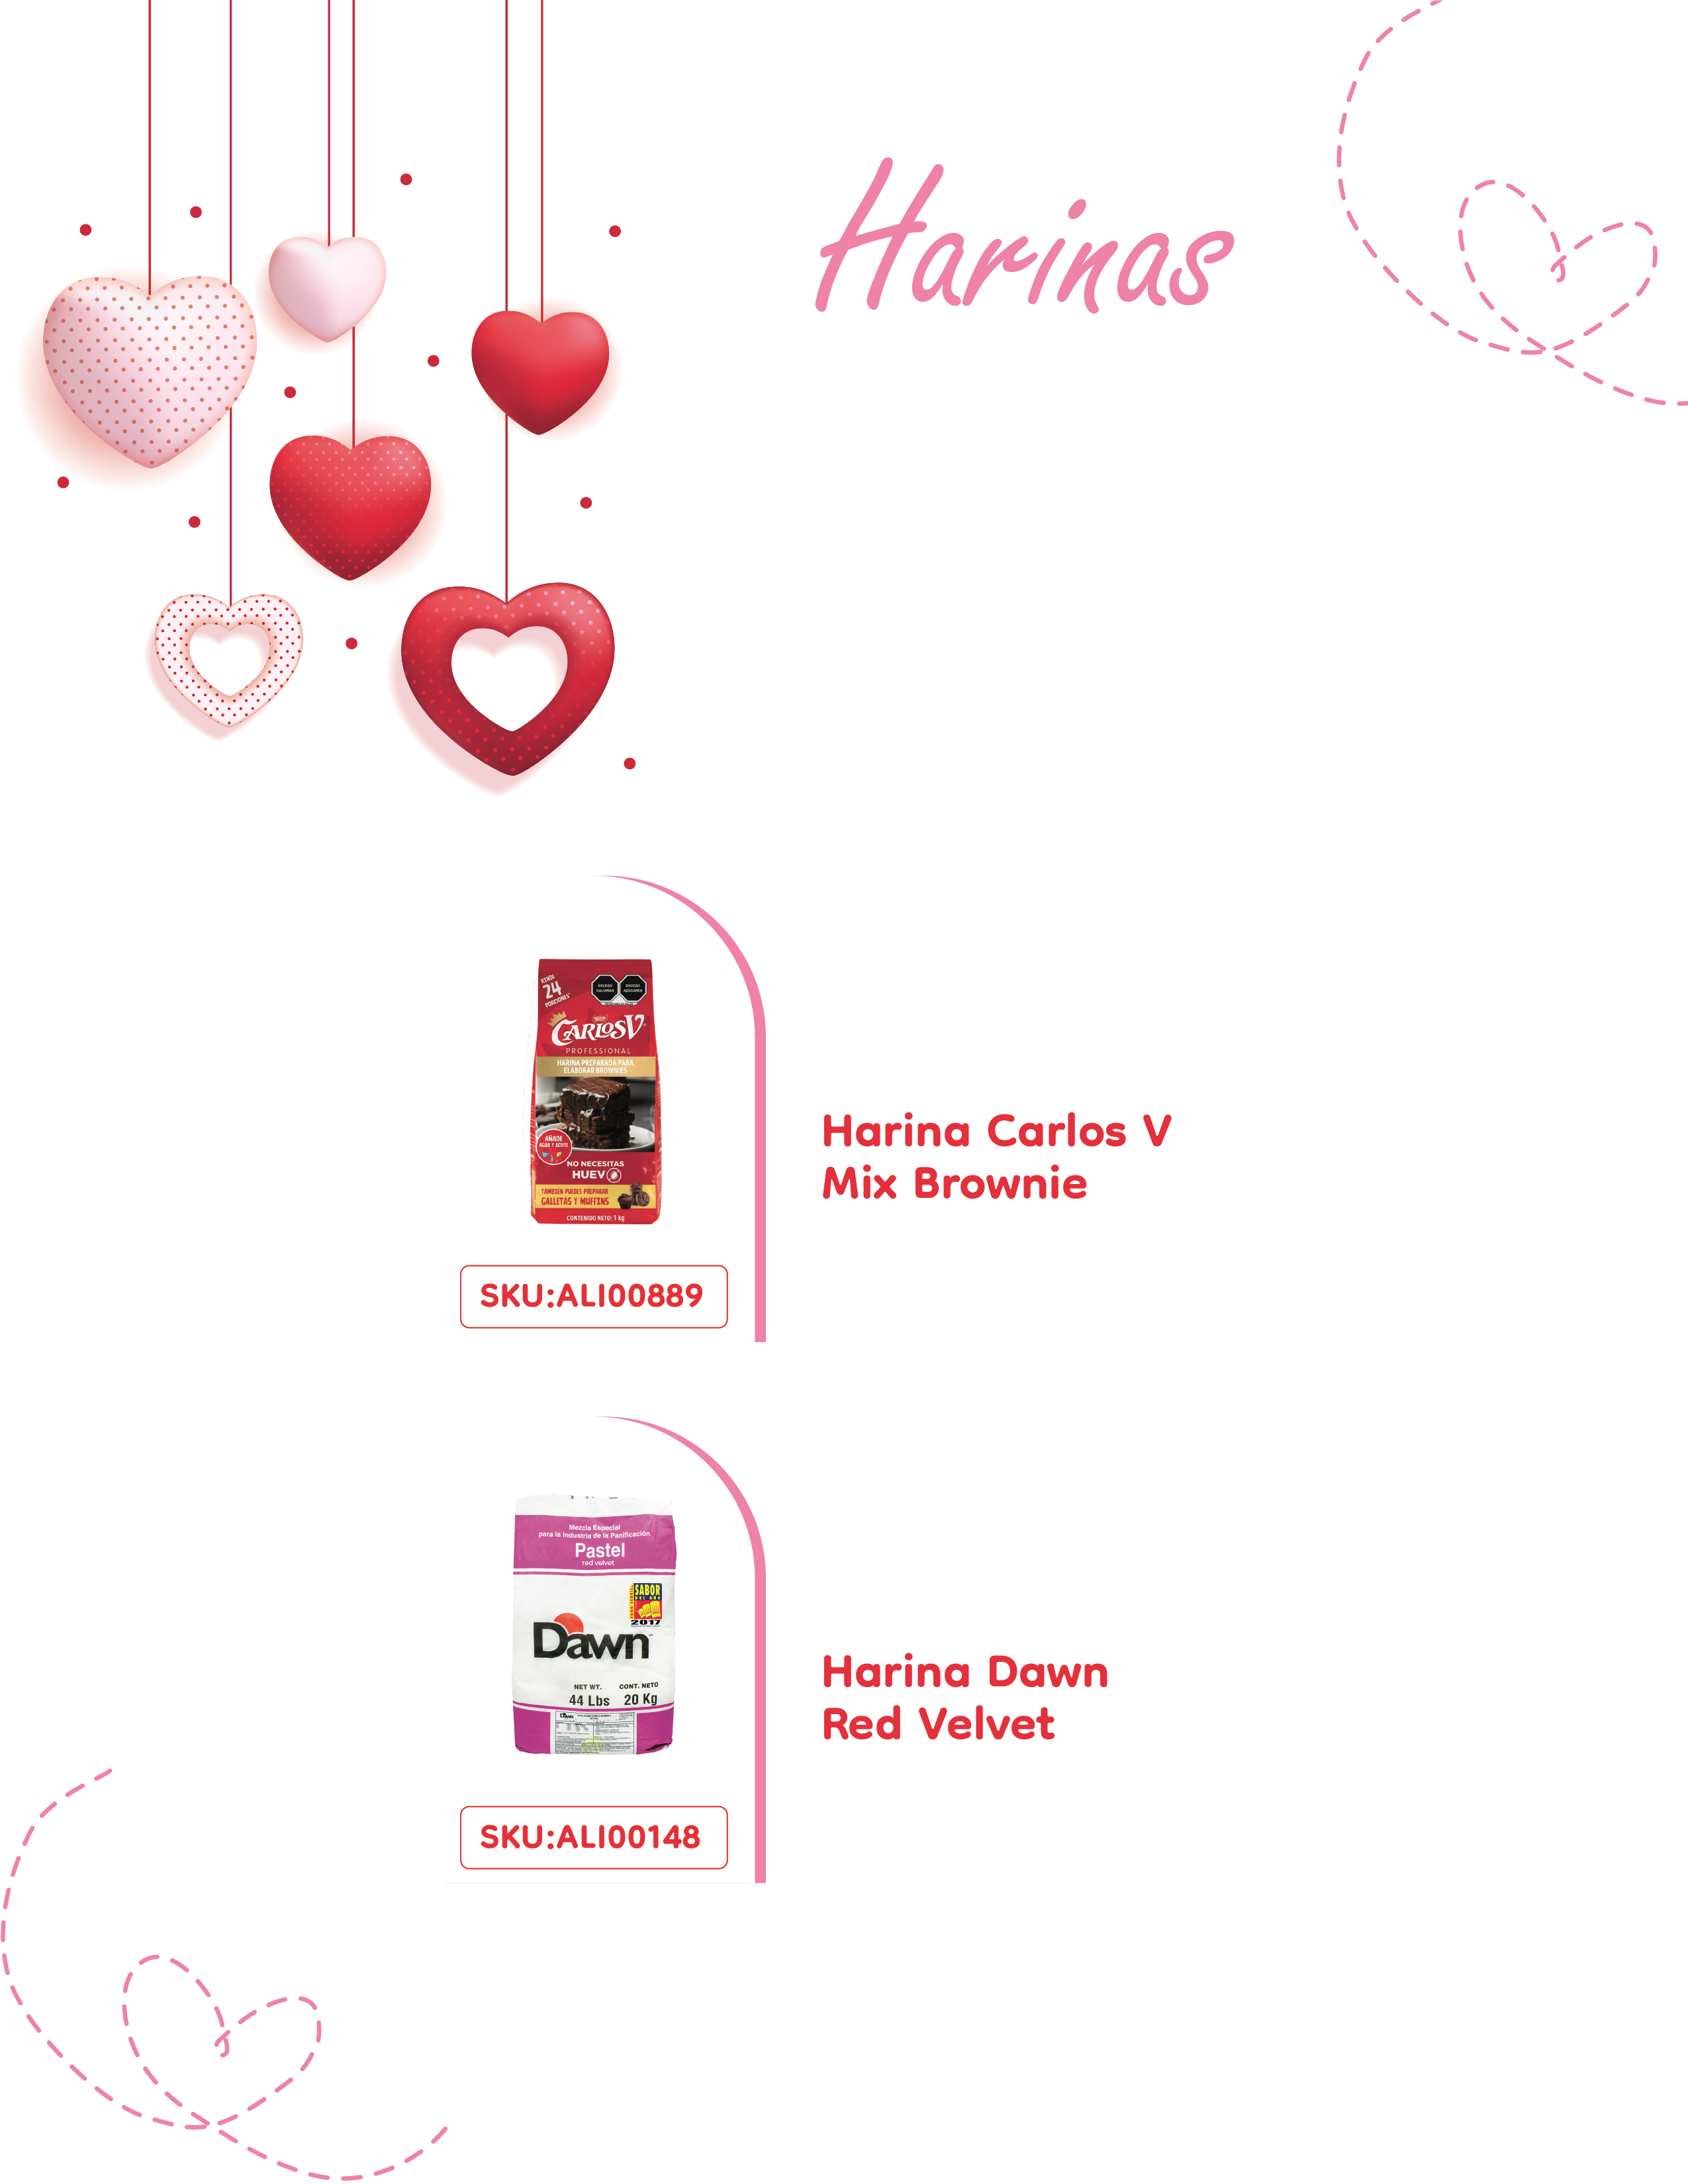 Harinas
RINDE
24
PORCIONES
EXCESO CALORÍAS
EXCESO AZÚCARES
Nestlé
CARLOS V
PROFESSIONAL
HARINA PREPARADA PARA
ELABORAR BROWNIES
AÑADE
AGUA Y ACEITE
NO NECESITAS
HUEVO
TAMBIÉN PUEDES PREPARAR
GALLETAS Y MUFFINS
CONTENIDO NETO: 1 kg
Harina Carlos V
Mix Brownie
SKU:ALI00889
Mezcla Especial
para la Industria de la Panificación
Pastel
red velvet
SABOR
DEL AÑO
2017
Dawn
NET WT. CONT. NETO
44 Lbs 20 Kg
Harina Dawn
Red Velvet
SKU:ALI00148